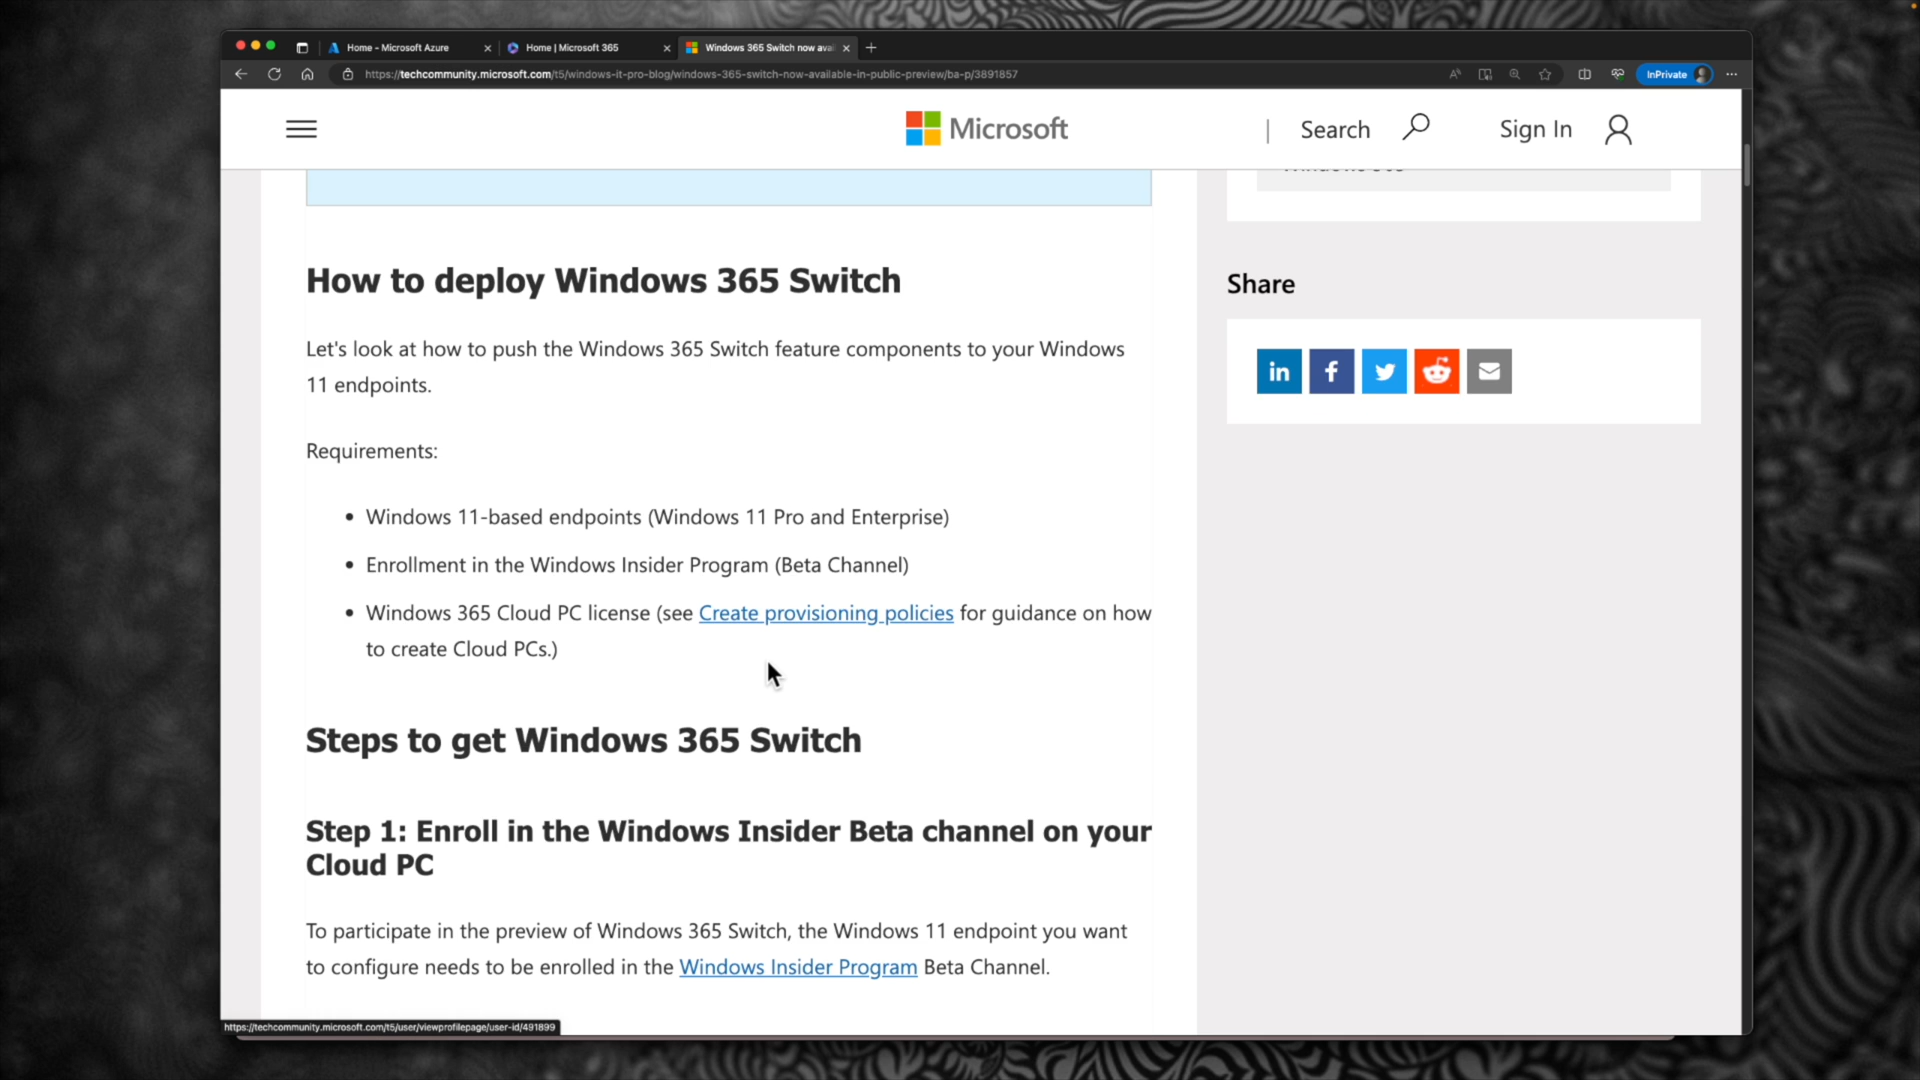 Home - Microsoft Azure
Home | Microsoft 365
Windows 365 Switch now ava
https://techcommunity.microsoft.com/t5/windows-it-pro-blog/windows-365-switch-now-available-in-public-preview/ba-p/3891857
InPrivate
Microsoft
| Search
Sign In
Windows 365
How to deploy Windows 365 Switch
Let's look at how to push the Windows 365 Switch feature components to your Windows
11 endpoints.
Requirements:
• Windows 11-based endpoints (Windows 11 Pro and Enterprise)
• Enrollment in the Windows Insider Program (Beta Channel)
• Windows 365 Cloud PC license (see Create provisioning policies for guidance on how
to create Cloud PCs.)
Steps to get Windows 365 Switch
Step 1: Enroll in the Windows Insider Beta channel on your
Cloud PC
To participate in the preview of Windows 365 Switch, the Windows 11 endpoint you want
to configure needs to be enrolled in the Windows Insider Program Beta Channel.
Share
in
f
https://techcommunity.microsoft.com/t5/user/viewprofilepage/user-id/491899